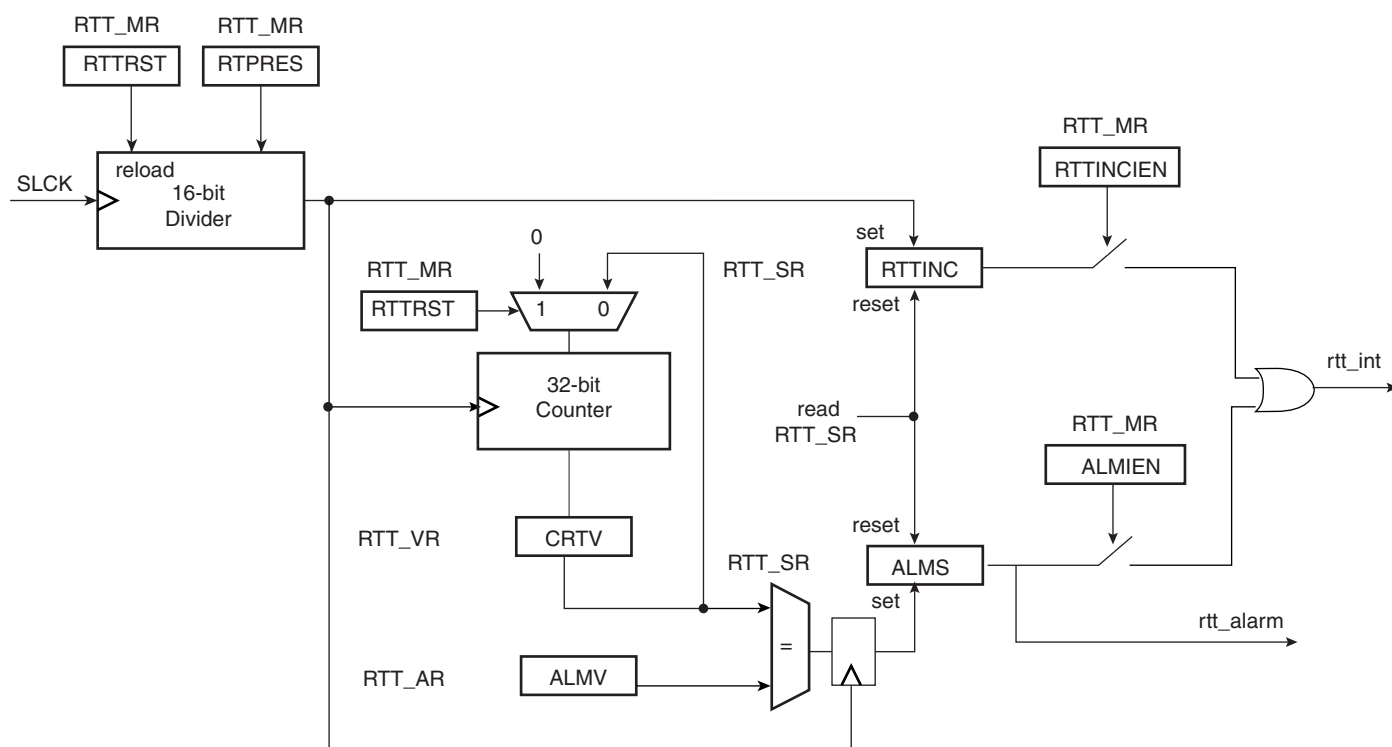 RTT_MR
RTT_MR
RTTRST
RTPRES
reload
16-bit
Divider
SLCK
RTT_MR
RTTINCIEN
0
set
RTT_MR
RTT_SR
RTTINC
RTTRST
1
0
reset
32-bit
Counter
rtt_int
read
RTT_SR
RTT_MR
ALMIEN
reset
RTT_VR
CRTV
RTT_SR
ALMS
set
rtt_alarm
=
RTT_AR
ALMV